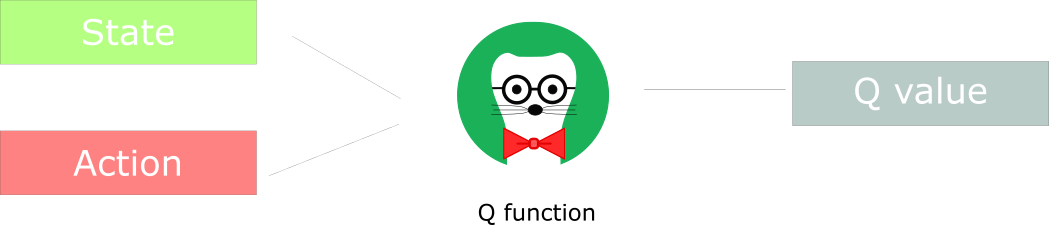 State
Action
Q function
Q value